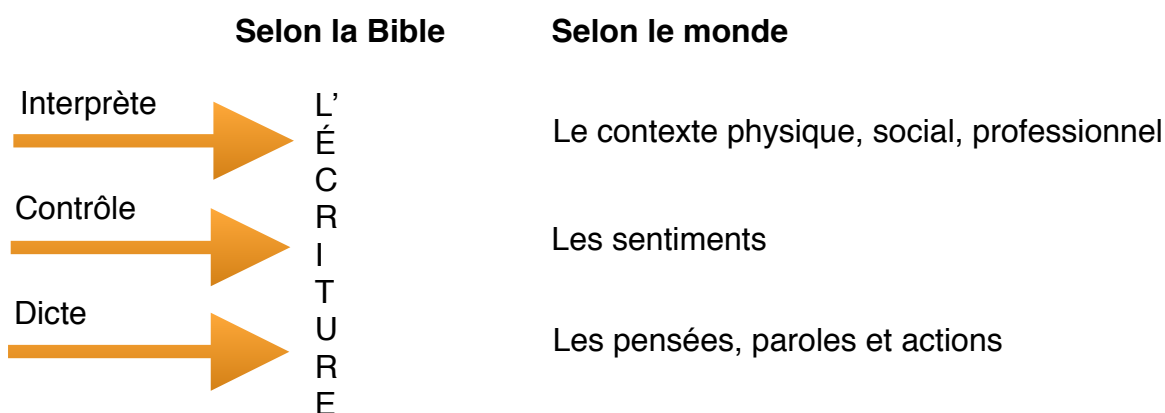 Selon la Bible Selon le monde
Interprète
L’
É
C
R
I
T
U
R
E
Le contexte physique, social, professionnel
Contrôle
Les sentiments
Dicte
Les pensées, paroles et actions